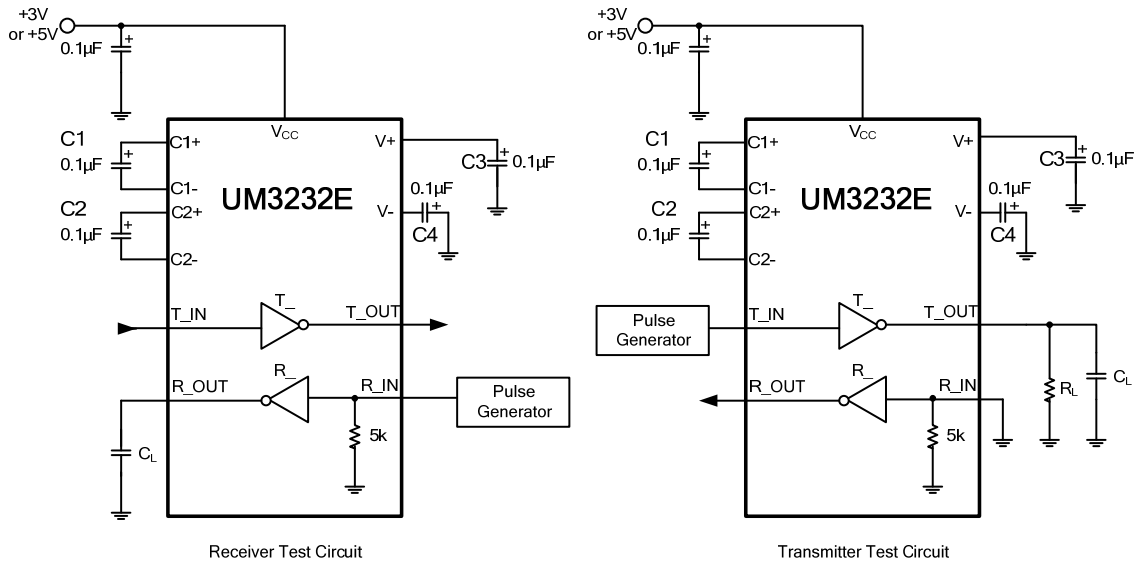 +3V
or +5V
0.1µF
+
VCC
C1
0.1µF
+
C1+
C1-
C2
0.1µF
+
C2+
C2-
UM3232E
V+
C3
+
0.1µF
V-
0.1µF
+
C4
T_IN
T_
T_OUT
R_OUT
R_
R_IN
Pulse
Generator
5k
CL
Receiver Test Circuit
+3V
or +5V
0.1µF
+
VCC
C1
0.1µF
+
C1+
C1-
C2
0.1µF
+
C2+
C2-
UM3232E
V+
C3
+
0.1µF
V-
0.1µF
+
C4
Pulse
Generator
T_IN
T_
T_OUT
R_OUT
R_
R_IN
5k
RL
CL
Transmitter Test Circuit